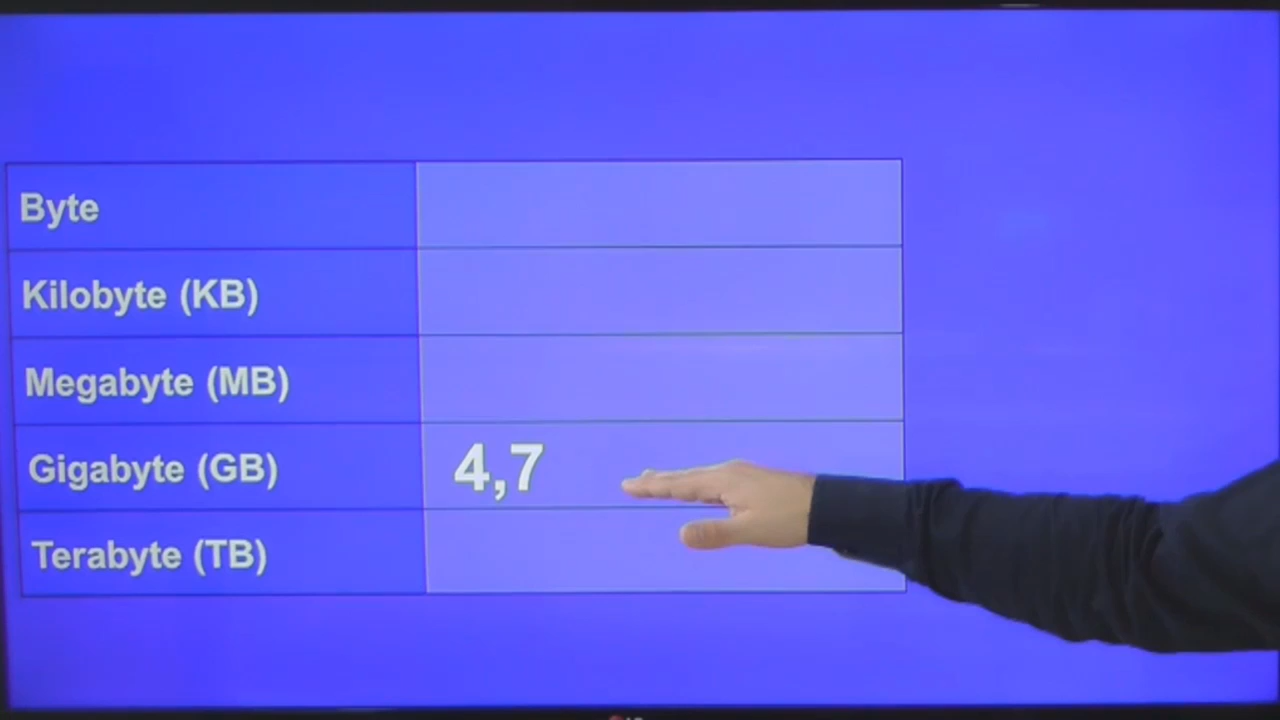 Byte
Kilobyte (KB)
Megabyte (MB)
Gigabyte (GB) 4,7
Terabyte (TB)